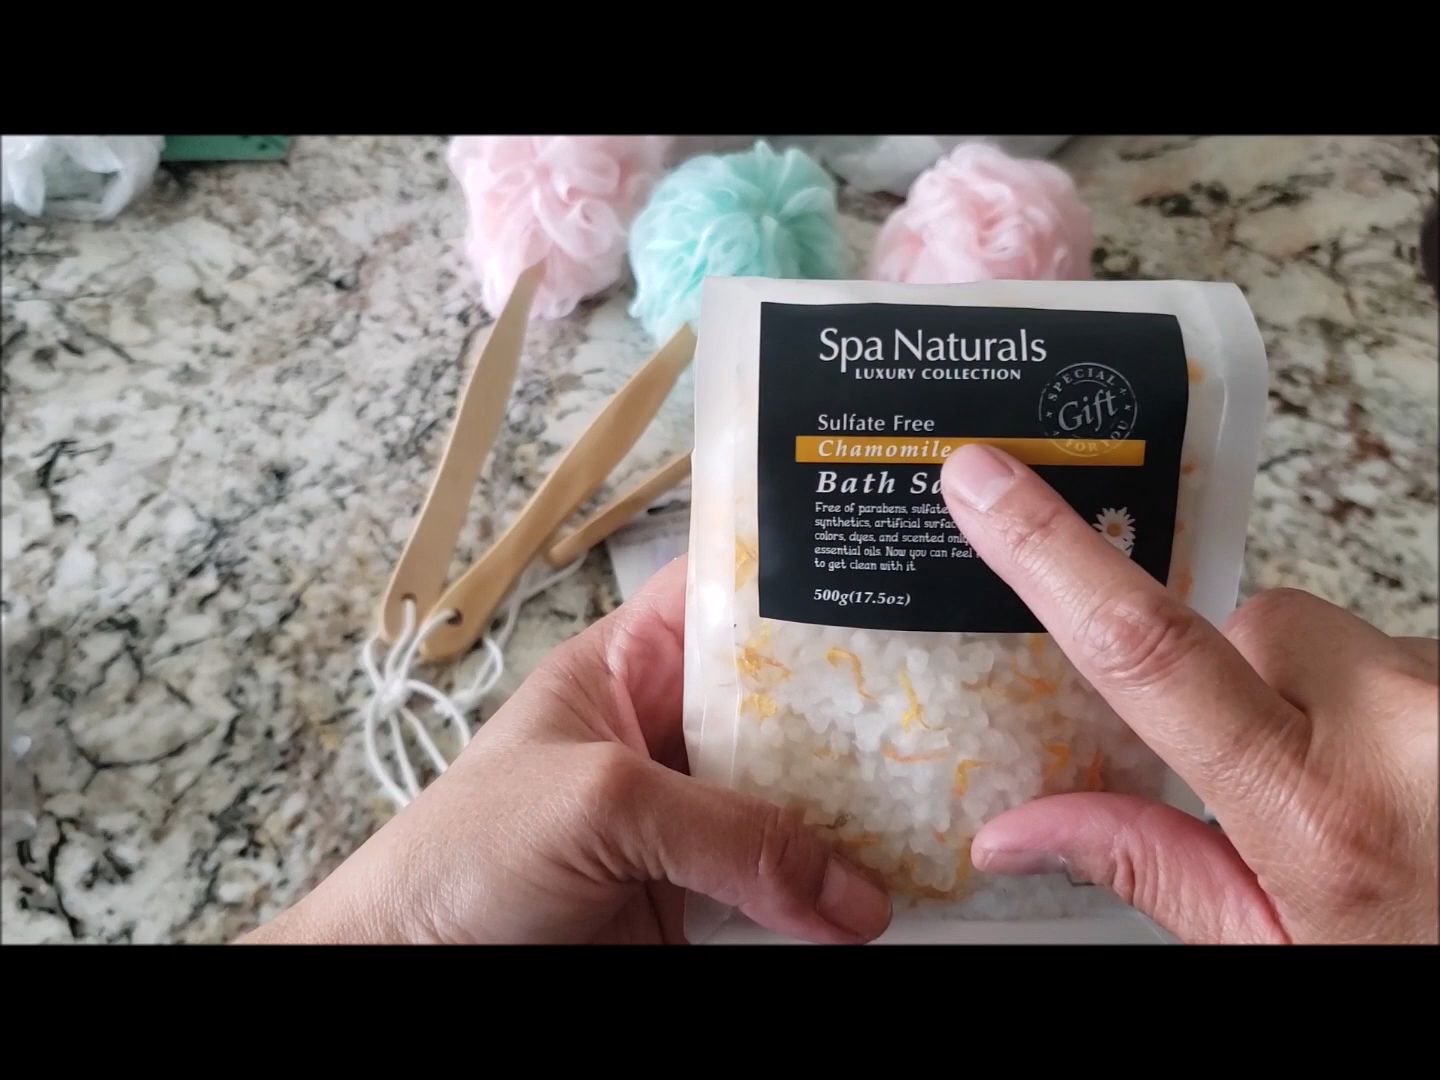 Spa Naturals
LUXURY COLLECTION
SPECIAL
Gift
FOR YOU
Sulfate Free
Chamomile
Bath
Free of parabens,
synthetics, artificial
colors, dyes, and scented
essential oils. Now you can feel
to get clean with it.
500g(17.5oz)